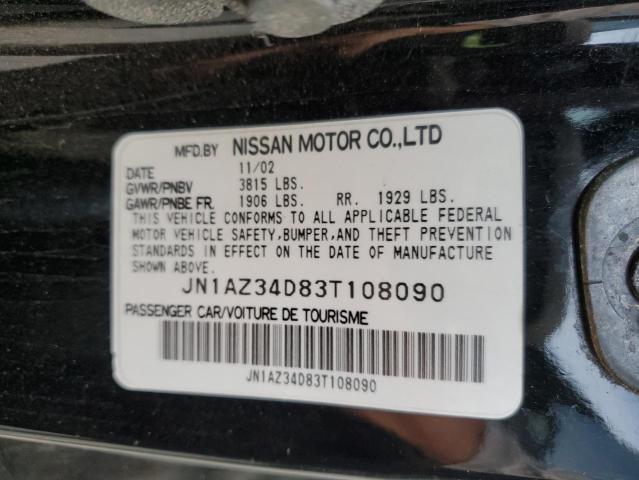 MFD.BY NISSAN MOTOR CO.,LTD
DATE 11/02
GVWR/PNBV 3815 LBS.
GAWR/PNBE FR. 1906 LBS. RR. 1929 LBS.
THIS VEHICLE CONFORMS TO ALL APPLICABLE FEDERAL
MOTOR VEHICLE SAFETY,BUMPER,AND THEFT PREVENTION
STANDARDS IN EFFECT ON THE DATE OF MANUFACTURE
SHOWN ABOVE.
JN1AZ34D83T108090
PASSENGER CAR/VOITURE DE TOURISME
JN1AZ34D83T108090